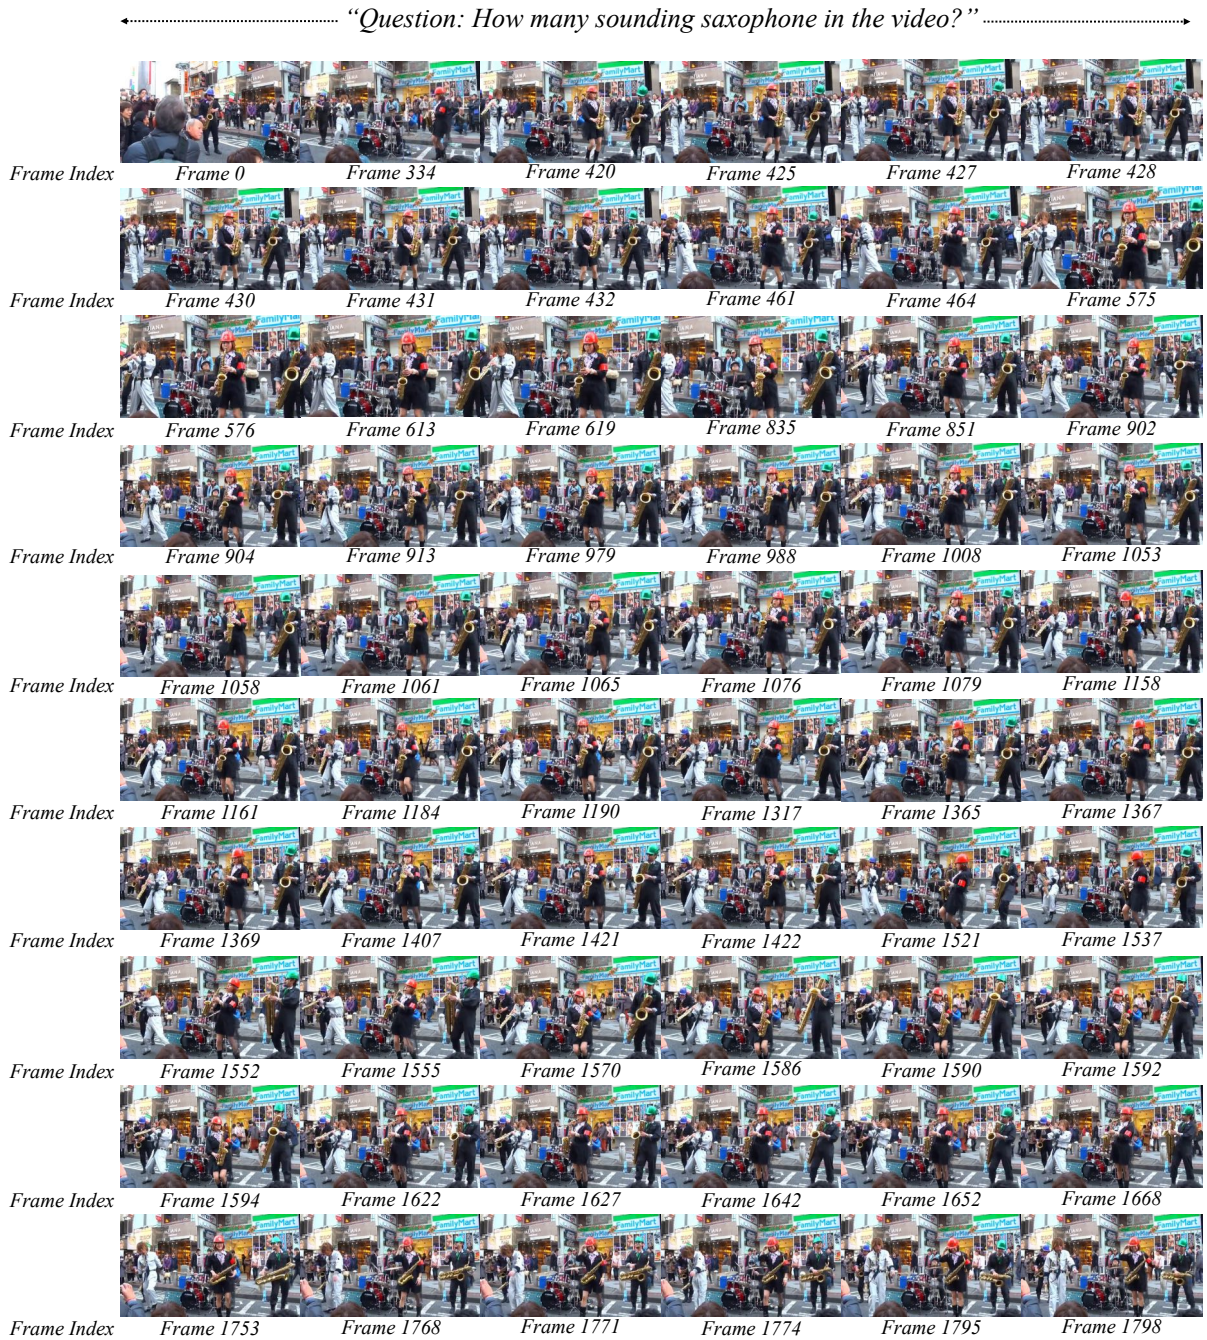 “Question: How many sounding saxophone in the video?”
FamilyMart
Frame Index Frame 0 Frame 334 Frame 420 Frame 425 Frame 427 Frame 428
Frame Index Frame 430 Frame 431 Frame 432 Frame 461 Frame 464 Frame 575
Frame Index Frame 576 Frame 613 Frame 619 Frame 835 Frame 851 Frame 902
Frame Index Frame 904 Frame 913 Frame 979 Frame 988 Frame 1008 Frame 1053
Frame Index Frame 1058 Frame 1061 Frame 1065 Frame 1076 Frame 1079 Frame 1158
Frame Index Frame 1161 Frame 1184 Frame 1190 Frame 1317 Frame 1365 Frame 1367
Frame Index Frame 1369 Frame 1407 Frame 1421 Frame 1422 Frame 1521 Frame 1537
Frame Index Frame 1552 Frame 1555 Frame 1570 Frame 1586 Frame 1590 Frame 1592
Frame Index Frame 1594 Frame 1622 Frame 1627 Frame 1642 Frame 1652 Frame 1668
Frame Index Frame 1753 Frame 1768 Frame 1771 Frame 1774 Frame 1795 Frame 1798